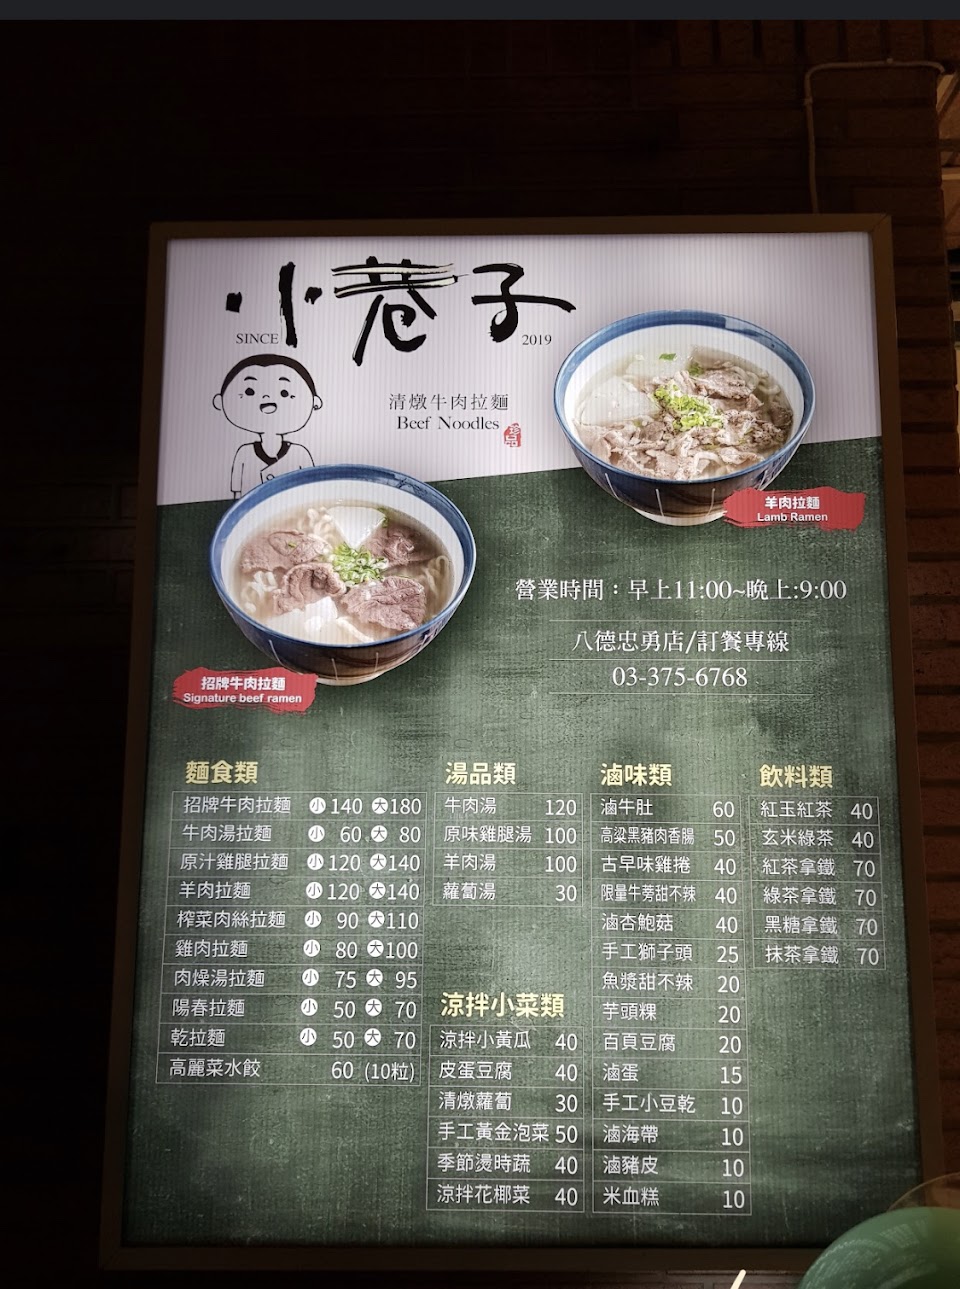 小巷子
SINCE 2019
清燉牛肉拉麵
Beef Noodles
珍品
羊肉拉麵
Lamb Ramen
招牌牛肉拉麵
Signature beef ramen
營業時間：早上11:00~晚上:9:00
八德忠勇店/訂餐專線
03-375-6768
麵食類
招牌牛肉拉麵 小 140 大 180
牛肉湯拉麵 小 60 大 80
原汁雞腿拉麵 小 120 大 140
羊肉拉麵 小 120 大 140
榨菜肉絲拉麵 小 90 大 110
雞肉拉麵 小 80 大 100
肉燥湯拉麵 小 75 大 95
陽春拉麵 小 50 大 70
乾拉麵 小 50 大 70
高麗菜水餃 60 (10粒)
湯品類
牛肉湯 120
原味雞腿湯 100
羊肉湯 100
蘿蔔湯 30
涼拌小菜類
涼拌小黃瓜 40
皮蛋豆腐 40
清燉蘿蔔 30
手工黃金泡菜 50
季節燙時蔬 40
涼拌花椰菜 40
滷味類
滷牛肚 60
高粱黑豬肉香腸 50
古早味雞捲 40
限量牛蒡甜不辣 40
滷杏鮑菇 40
手工獅子頭 25
魚漿甜不辣 20
芋頭粿 20
百頁豆腐 20
滷蛋 15
手工小豆乾 10
滷海帶 10
滷豬皮 10
米血糕 10
飲料類
紅玉紅茶 40
玄米綠茶 40
紅茶拿鐵 70
綠茶拿鐵 70
黑糖拿鐵 70
抹茶拿鐵 70